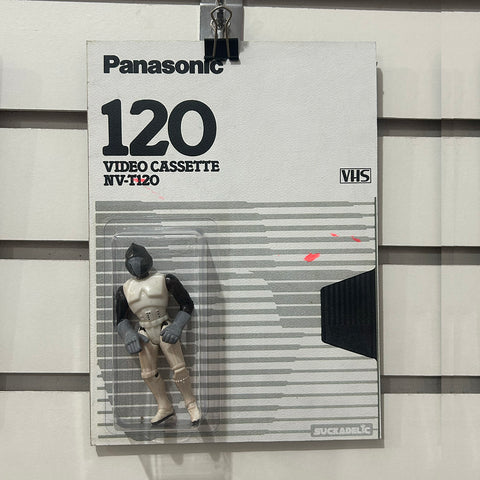 Panasonic
120
VIDEO CASSETTE
NV-T120
VHS
SUCKADELIC